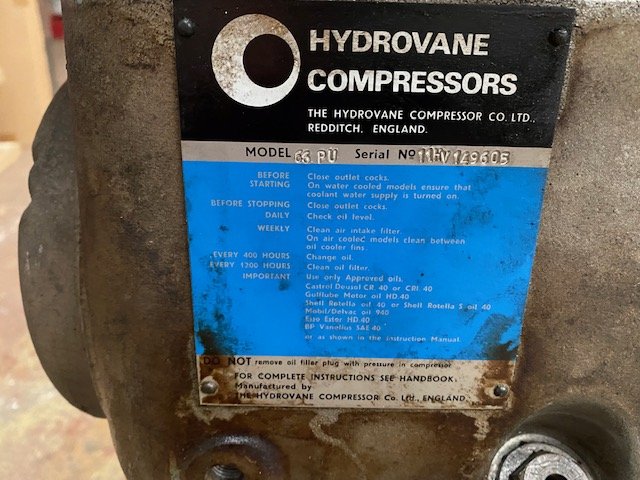 HYDROVANE
COMPRESSORS
THE HYDROVANE COMPRESSOR CO. LTD.,
REDDITCH, ENGLAND.
MODEL 66 PU Serial No 11HV149605
BEFORE STARTING Close outlet cocks.
On water cooled models ensure that
coolant water supply is turned on.
BEFORE STOPPING Close outlet cocks.
DAILY Check oil level.
WEEKLY Clean air intake filter.
On air cooled models clean between
oil cooler fins.
EVERY 400 HOURS Change oil.
EVERY 1200 HOURS Clean oil filter.
IMPORTANT Use only Approved oils.
Castrol Deusol CR 40 or CRI 40
Gulflube Motor oil HD.40
Shell Rotella oil 40 or Shell Rotella S oil 40
Mobil/Delvac oil 940
Esso Ester HD.40
BP Vanellus SAE 40
or as shown in the Instruction Manual.
DO NOT remove oil filler plug with pressure in compressor
FOR COMPLETE INSTRUCTIONS SEE HANDBOOK.
Manufactured by
THE HYDROVANE COMPRESSOR Co. Ltd., ENGLAND.